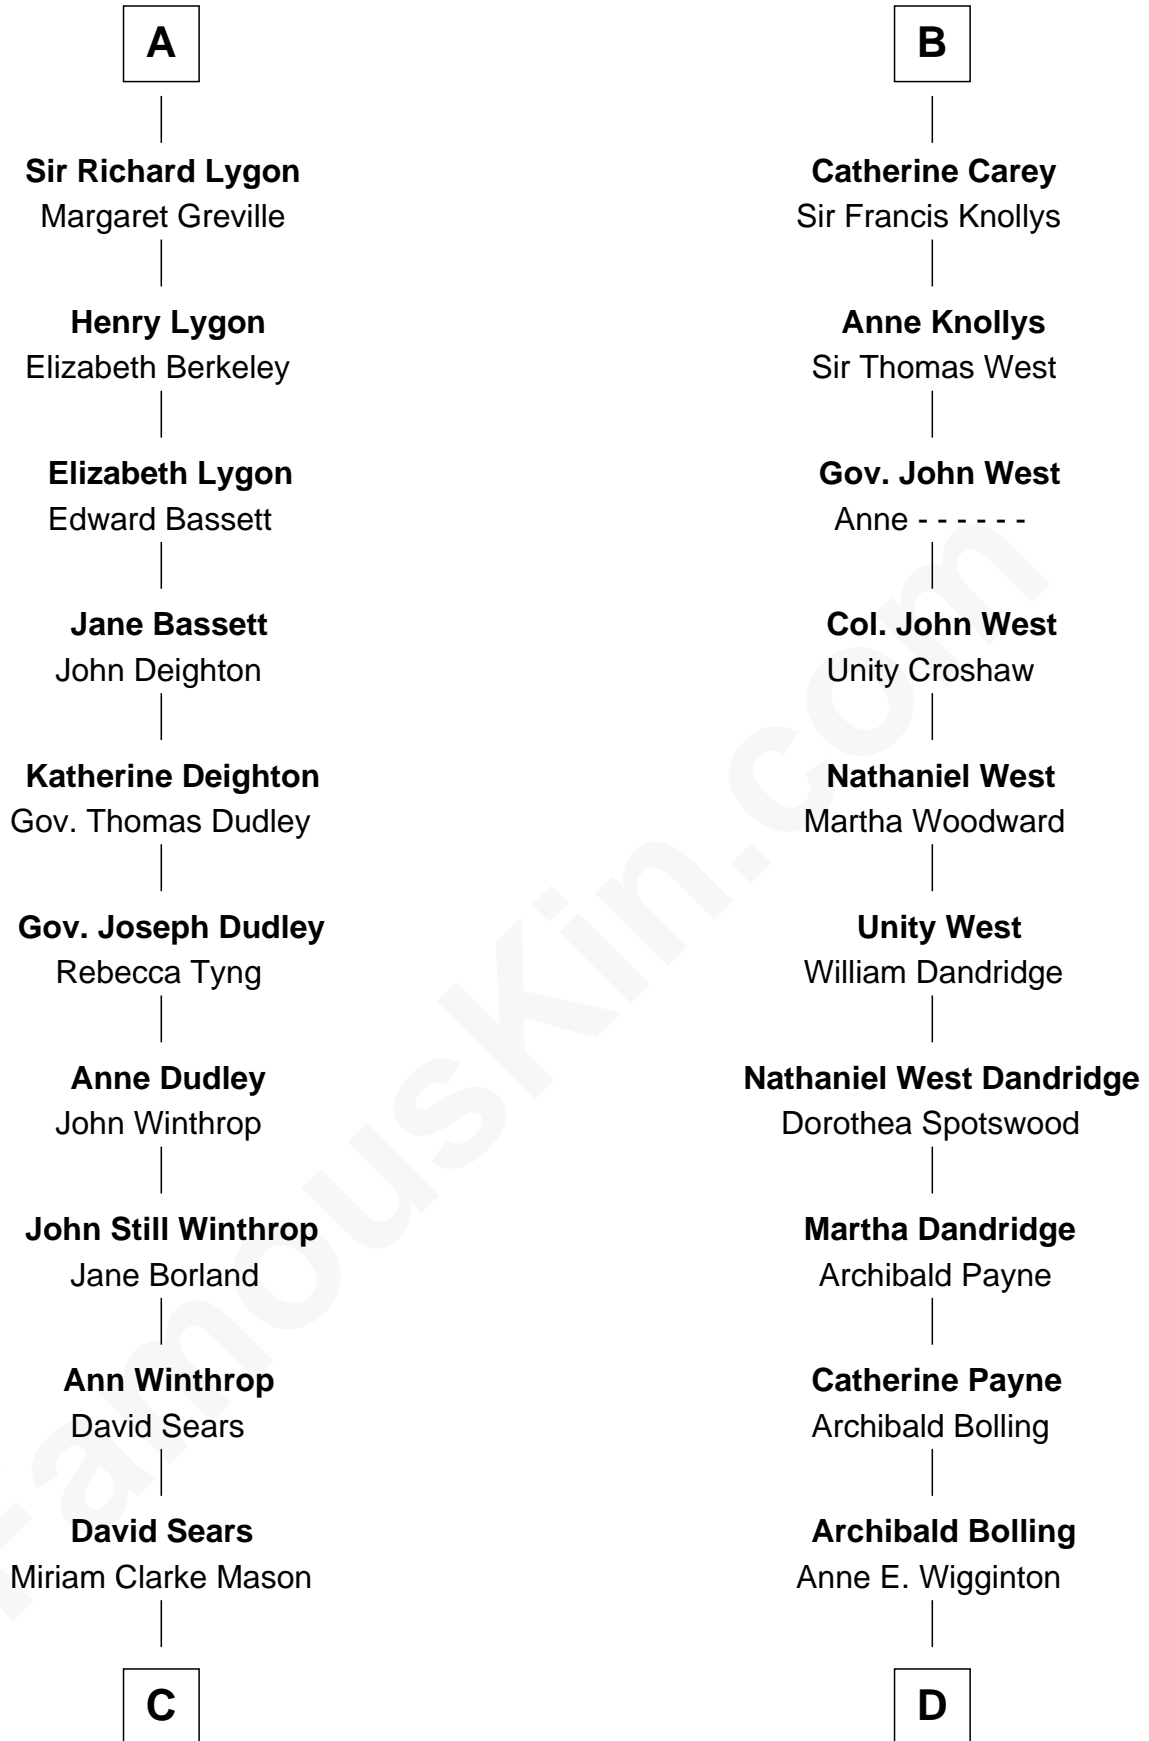 A
Sir Richard Lygon
Margaret Greville
Henry Lygon
Elizabeth Berkeley
Elizabeth Lygon
Edward Bassett
Jane Bassett
John Deighton
Katherine Deighton
Gov. Thomas Dudley
Gov. Joseph Dudley
Rebecca Tyng
Anne Dudley
John Winthrop
John Still Winthrop
Jane Borland
Ann Winthrop
David Sears
David Sears
Miriam Clarke Mason
C
B
Catherine Carey
Sir Francis Knollys
Anne Knollys
Sir Thomas West
Gov. John West
Anne - - - - - -
Col. John West
Unity Croshaw
Nathaniel West
Martha Woodward
Unity West
William Dandridge
Nathaniel West Dandridge
Dorothea Spotswood
Martha Dandridge
Archibald Payne
Catherine Payne
Archibald Bolling
Archibald Bolling
Anne E. Wigginton
D
FamousKin.com